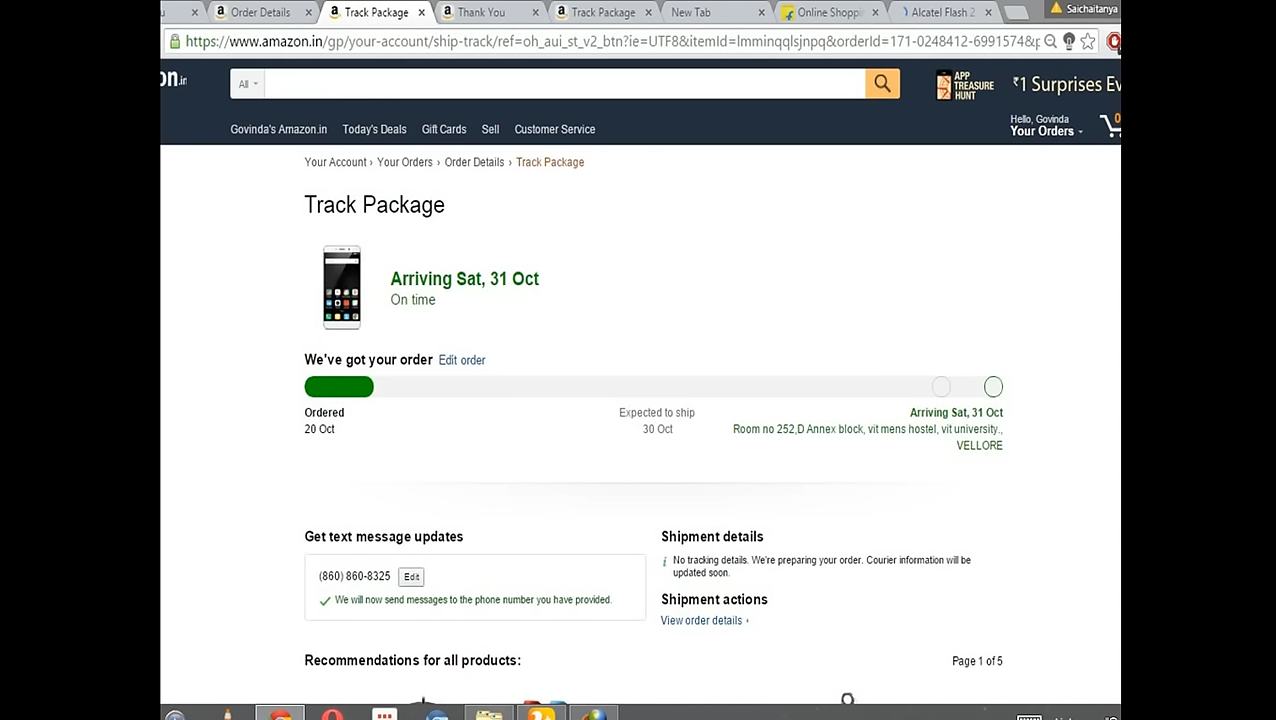 Order Details
Track Package
Thank You
Track Package
New Tab
Online Shoppi
Alcatel Flash 2
Saichaitanya
https://www.amazon.in/gp/your-account/ship-track/ref=oh_aui_st_v2_btn?ie=UTF8&itemId=lmminqqlsjnpq&orderId=171-0248412-6991574&p
on.in
All
APP
TREASURE
HUNT
₹1 Surprises Ev
Govinda's Amazon.in
Today's Deals
Gift Cards
Sell
Customer Service
Hello, Govinda
Your Orders
0
Your Account › Your Orders › Order Details › Track Package
Track Package
Arriving Sat, 31 Oct
On time
We've got your order Edit order
Ordered
20 Oct
Expected to ship
30 Oct
Arriving Sat, 31 Oct
Room no 252,D Annex block, vit mens hostel, vit university.,
VELLORE
Get text message updates
(860) 860-8325 Edit
We will now send messages to the phone number you have provided.
Shipment details
No tracking details. We're preparing your order. Courier information will be
updated soon.
Shipment actions
View order details
Recommendations for all products:
Page 1 of 5